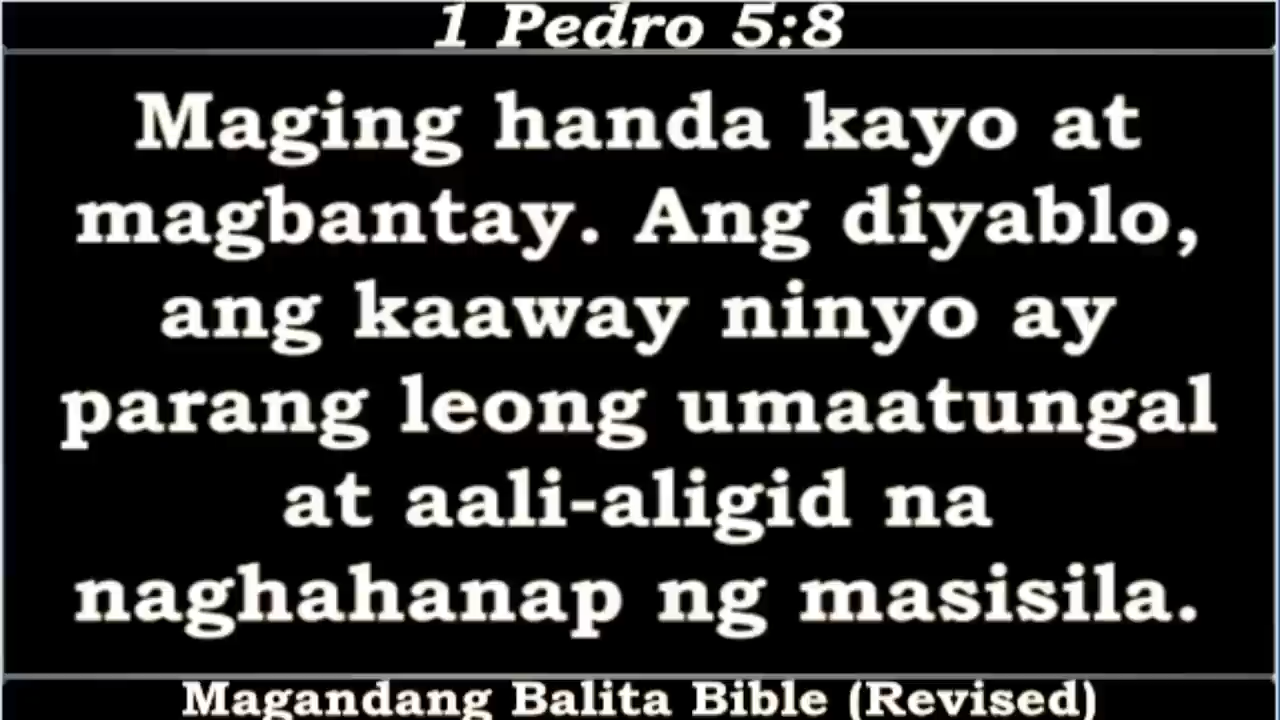 1 Pedro 5:8
Maging handa kayo at
magbantay. Ang diyablo,
ang kaaway ninyo ay
parang leong umaatungal
at aali-aligid na
naghahanap ng masisila.
Magandang Balita Bible (Revised)